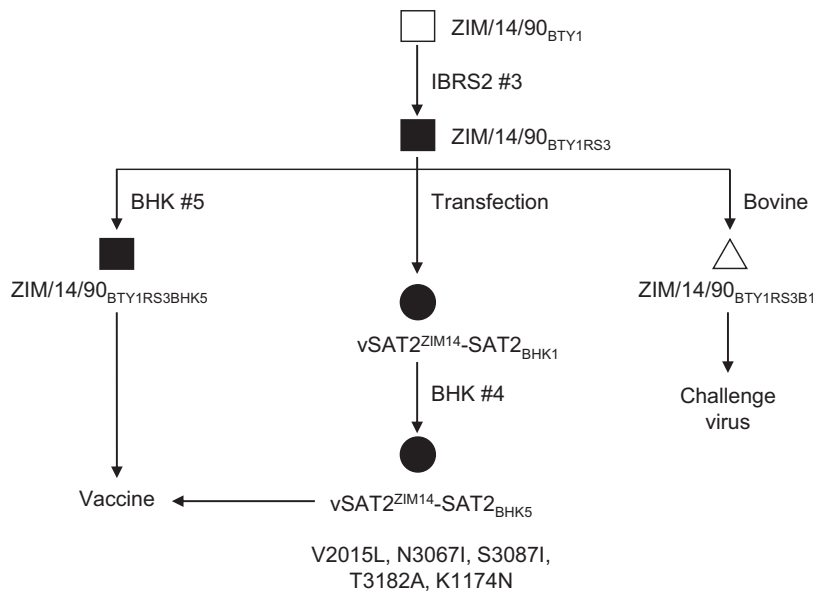 ZIM/14/90BTY1
IBRS2 #3
ZIM/14/90BTY1RS3
BHK #5
Transfection
Bovine
ZIM/14/90BTY1RS3BHK5
ZIM/14/90BTY1RS3B1
vSAT2ZIM14-SAT2BHK1
BHK #4
Challenge
virus
Vaccine
vSAT2ZIM14-SAT2BHK5
V2015L, N3067I, S3087I,
T3182A, K1174N